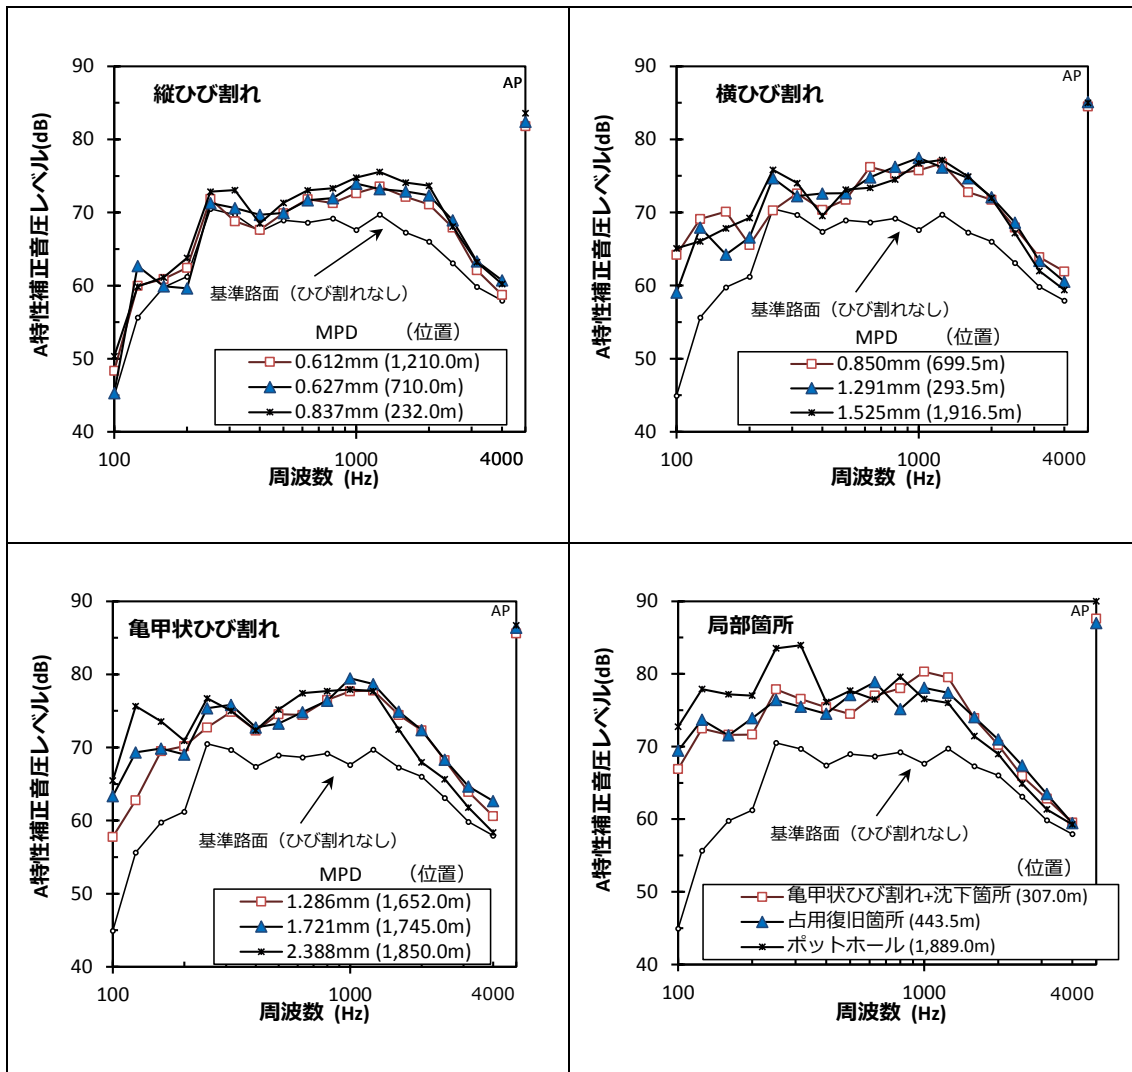 縦ひび割れ
AP
A特性補正音圧レベル(dB)
90
80
70
60
50
40
基準路面（ひび割れなし）
MPD （位置）
0.612mm (1,210.0m)
0.627mm (710.0m)
0.837mm (232.0m)
100 1000 4000
周波数 (Hz)
横ひび割れ
AP
A特性補正音圧レベル(dB)
90
80
70
60
50
40
基準路面（ひび割れなし）
MPD （位置）
0.850mm (699.5m)
1.291mm (293.5m)
1.525mm (1,916.5m)
100 1000 4000
周波数 (Hz)
亀甲状ひび割れ
AP
A特性補正音圧レベル(dB)
90
80
70
60
50
40
基準路面（ひび割れなし）
MPD （位置）
1.286mm (1,652.0m)
1.721mm (1,745.0m)
2.388mm (1,850.0m)
100 1000 4000
周波数 (Hz)
局部箇所
AP
A特性補正音圧レベル(dB)
90
80
70
60
50
40
基準路面（ひび割れなし）
（位置）
亀甲状ひび割れ+沈下箇所 (307.0m)
占用復旧箇所 (443.5m)
ポットホール (1,889.0m)
100 1000 4000
周波数 (Hz)